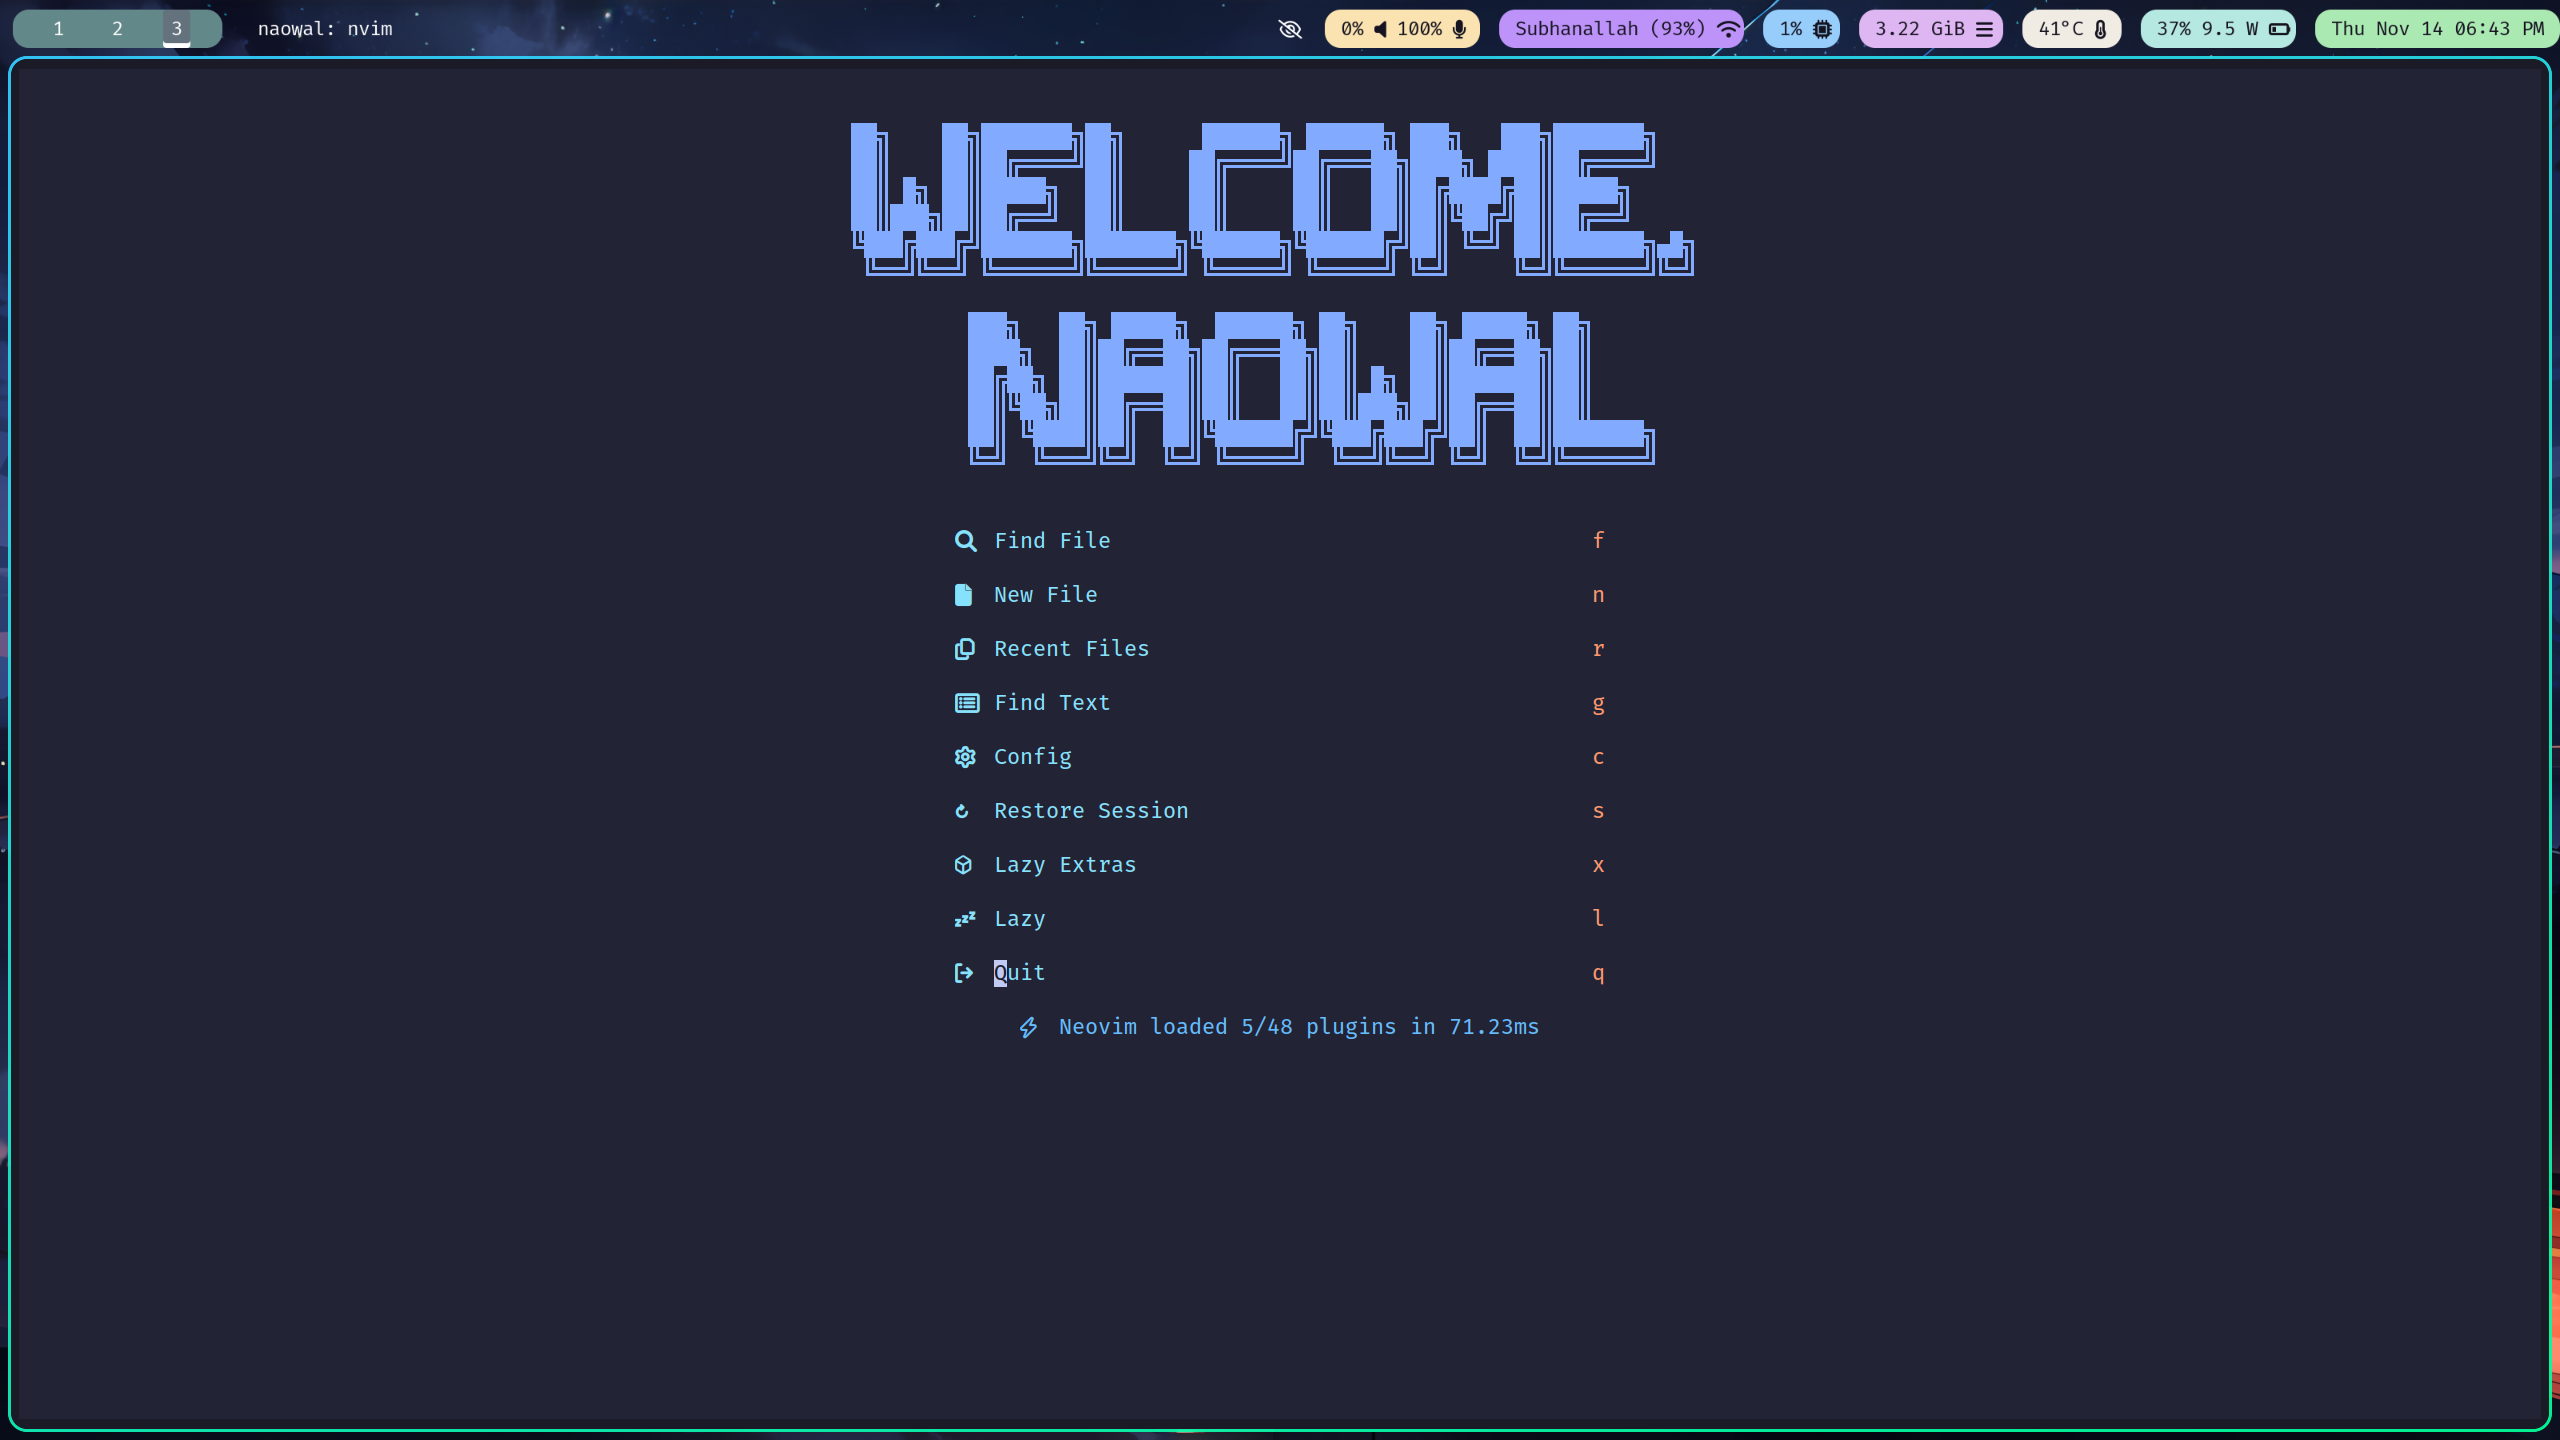 1 2 3 naowal: nvim 0% 100% Subhanallah (93%) 1% 3.22 GiB 41°C 37% 9.5 W Thu Nov 14 06:43 PM
WELCOME,
NAOWAL
Find File f
New File n
Recent Files r
Find Text g
Config c
Restore Session s
Lazy Extras x
Lazy l
Quit q
Neovim loaded 5/48 plugins in 71.23ms